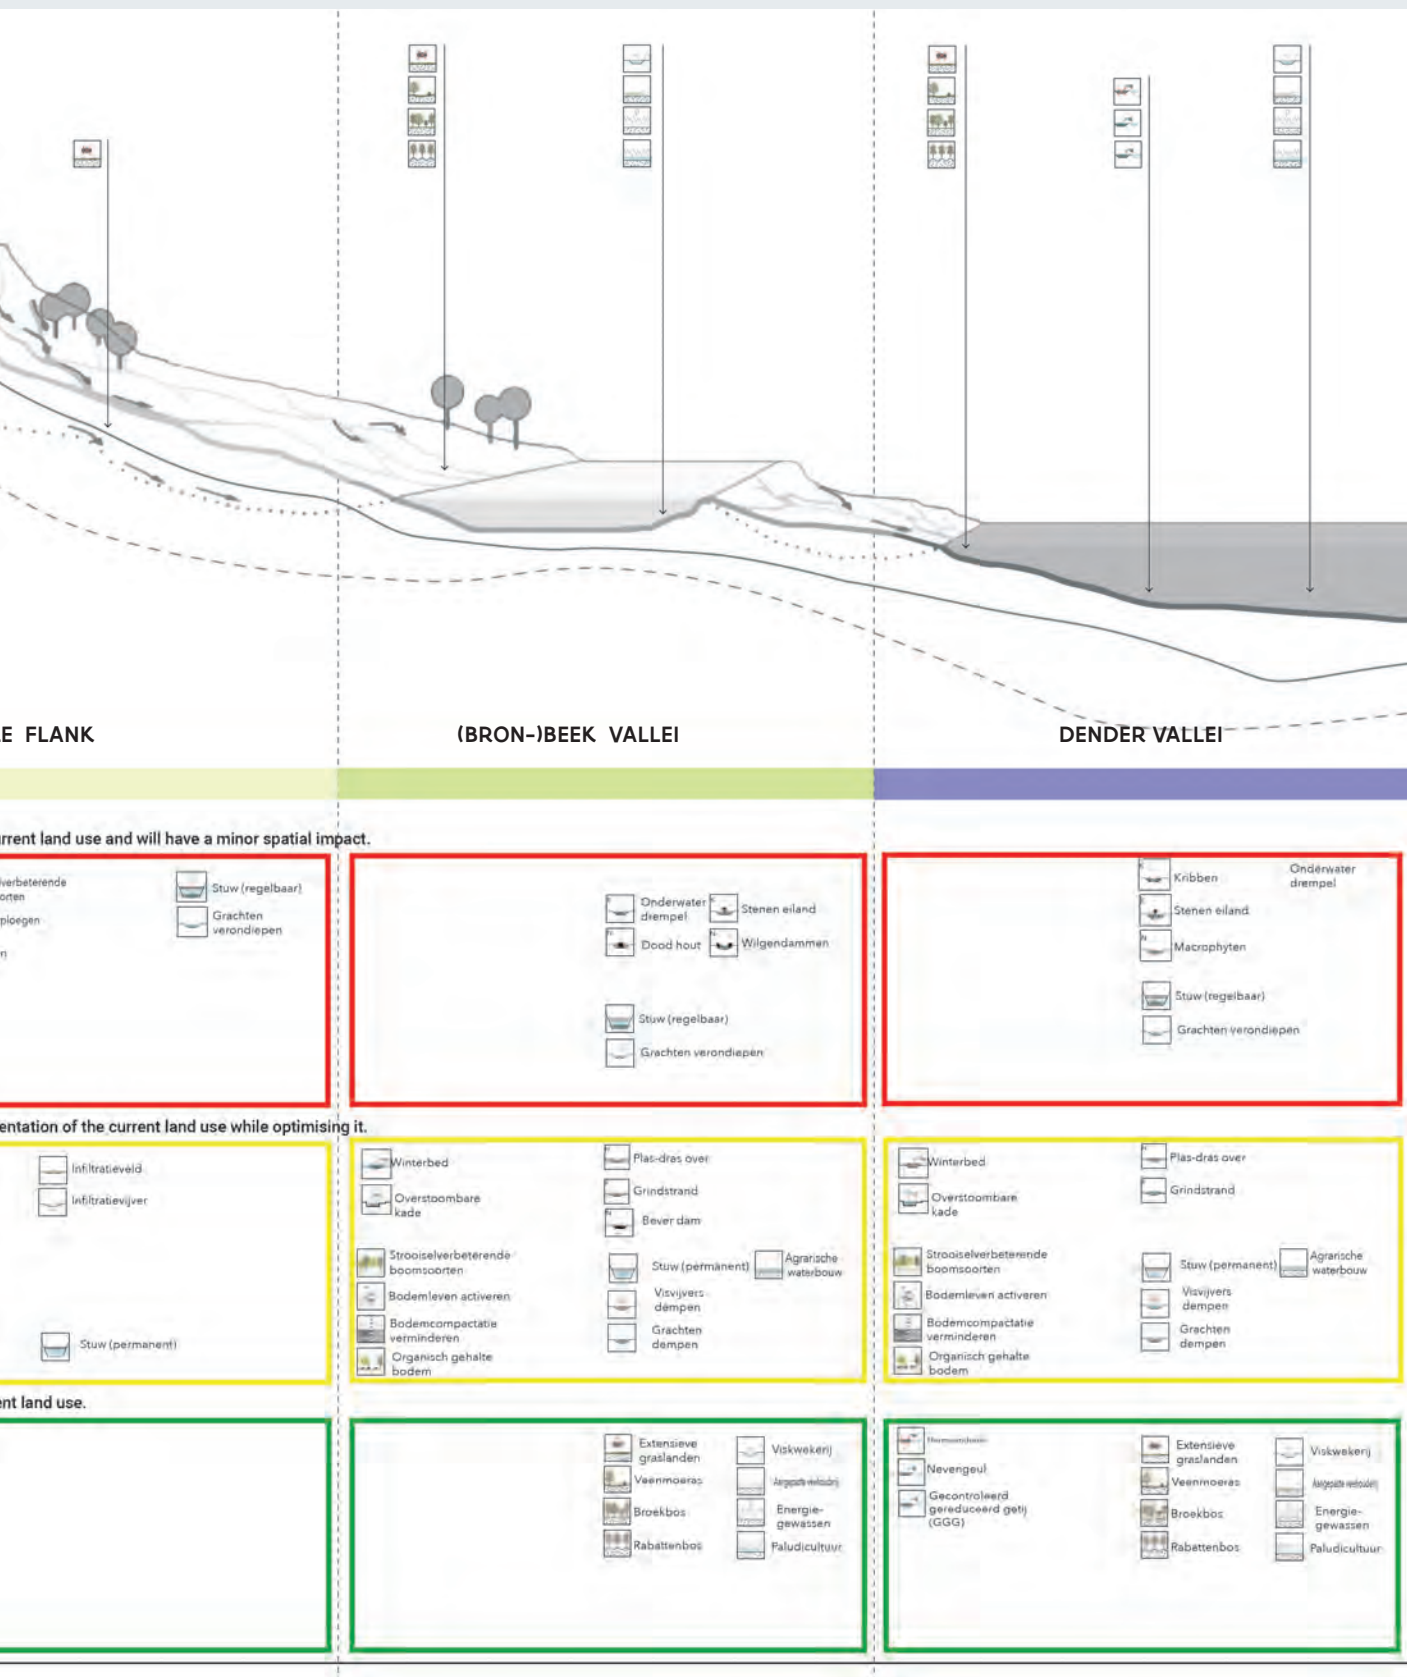 E FLANK
(BRON-)BEEK VALLEI
DENDER VALLEI
rrent land use and will have a minor spatial impact.
verbeterende
orten
ploegen
n
Stuw (regelbaar)
Grachten
verondiepen
Onderwater
drempel
Stenen eiland
Dood hout
Wilgendammen
Stuw (regelbaar)
Grachten verondiepen
Kribben
Onderwater
drempel
Stenen eiland
Macrophyten
Stuw (regelbaar)
Grachten verondiepen
entation of the current land use while optimising it.
Infiltratieveld
Infiltratievijver
Stuw (permanent)
Winterbed
Overstoombare
kade
Strooiselverbeterende
boomsoorten
Bodemleven activeren
Bodemcompactatie
verminderen
Organisch gehalte
bodem
Plas-dras over
Grindstrand
Bever dam
Stuw (permanent)
Agrarische
waterbouw
Visvijvers
dempen
Grachten
dempen
Winterbed
Overstoombare
kade
Strooiselverbeterende
boomsoorten
Bodemleven activeren
Bodemcompactatie
verminderen
Organisch gehalte
bodem
Plas-dras over
Grindstrand
Stuw (permanent)
Agrarische
waterbouw
Visvijvers
dempen
Grachten
dempen
nt land use.
Extensieve
graslanden
Veenmoeras
Broekbos
Rabattenbos
Viskwekerij
Aangepaste veehouderij
Energie-
gewassen
Paludicultuur
Nevengeul
Gecontroleerd
gereduceerd getij
(GGG)
Extensieve
graslanden
Veenmoeras
Broekbos
Rabattenbos
Viskwekerij
Aangepaste veehouderij
Energie-
gewassen
Paludicultuur